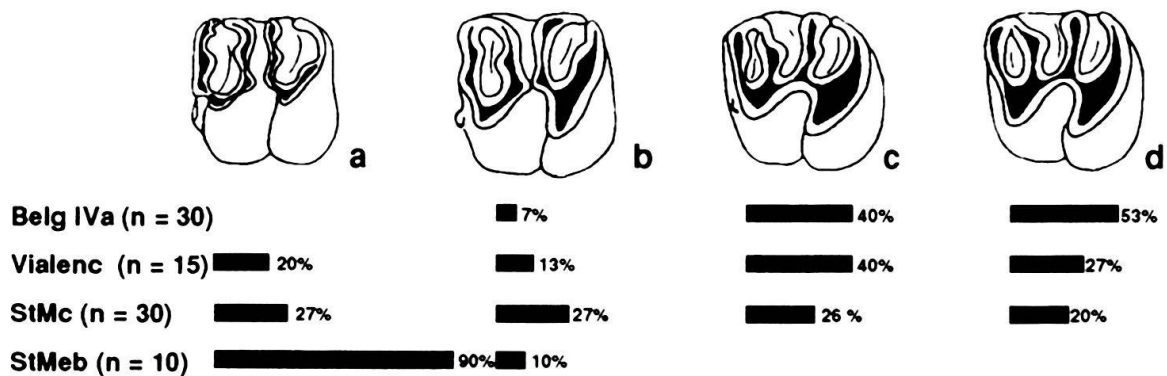 a b c d
Belg IVa (n = 30) 7% 40% 53%
Vialenc (n = 15) 20% 13% 40% 27%
StMc (n = 30) 27% 27% 26 % 20%
StMeb (n = 10) 90% 10%